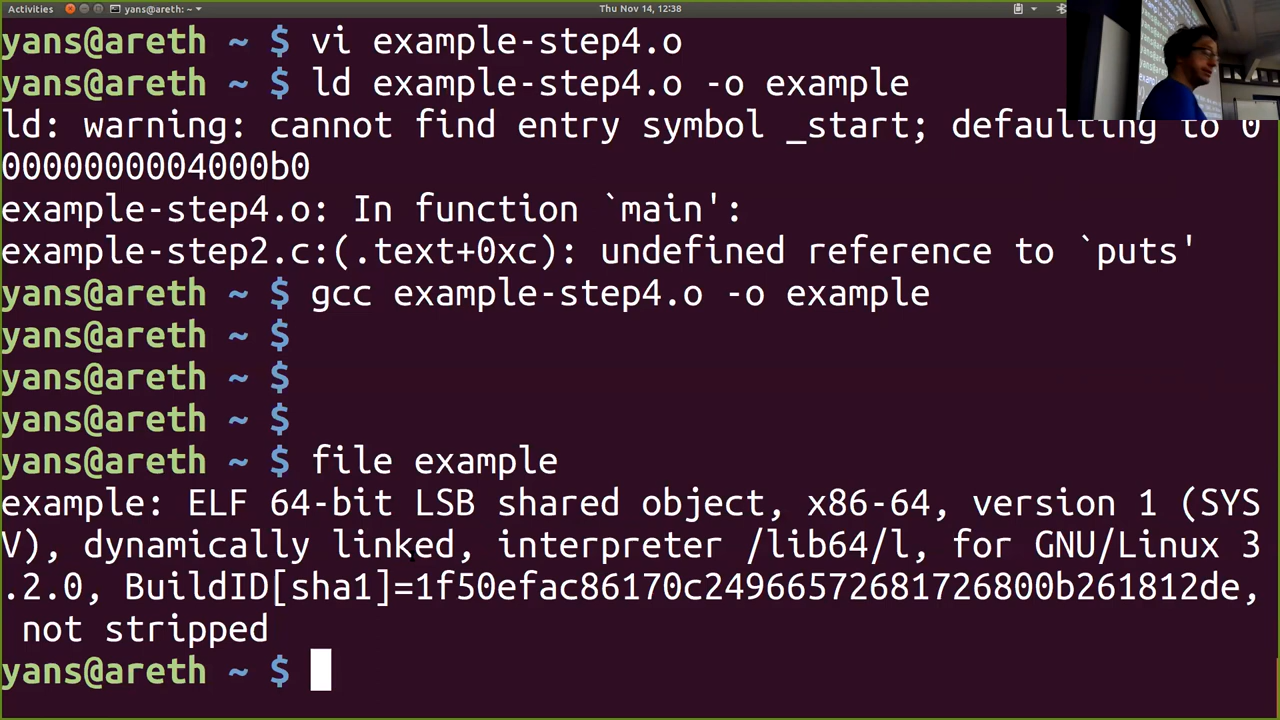 Activities
yans@areth: ~
Thu Nov 14, 12:38
yans@areth ~ $ vi example-step4.o
yans@areth ~ $ ld example-step4.o -o example
ld: warning: cannot find entry symbol _start; defaulting to 0
0000000004000b0
example-step4.o: In function `main':
example-step2.c:(.text+0xc): undefined reference to `puts'
yans@areth ~ $ gcc example-step4.o -o example
yans@areth ~ $
yans@areth ~ $
yans@areth ~ $
yans@areth ~ $ file example
example: ELF 64-bit LSB shared object, x86-64, version 1 (SYS
V), dynamically linked, interpreter /lib64/l, for GNU/Linux 3
.2.0, BuildID[sha1]=1f50efac86170c24966572681726800b261812de,
not stripped
yans@areth ~ $